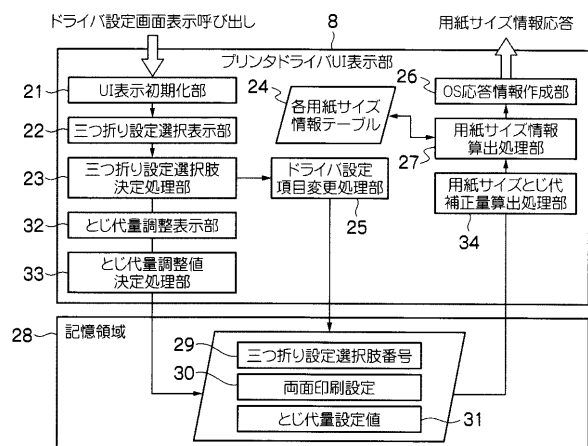 ドライバ設定画面表示呼び出し
用紙サイズ情報応答
8
プリンタドライバUI表示部
21
UI表示初期化部
22
三つ折り設定選択表示部
23
三つ折り設定選択肢
決定処理部
32
とじ代量調整表示部
33
とじ代量調整値
決定処理部
24
各用紙サイズ
情報テーブル
ドライバ設定
項目変更処理部
25
26
OS応答情報作成部
用紙サイズ情報
算出処理部
27
用紙サイズとじ代
補正量算出処理部
34
28
記憶領域
29
三つ折り設定選択肢番号
30
両面印刷設定
とじ代量設定値
31